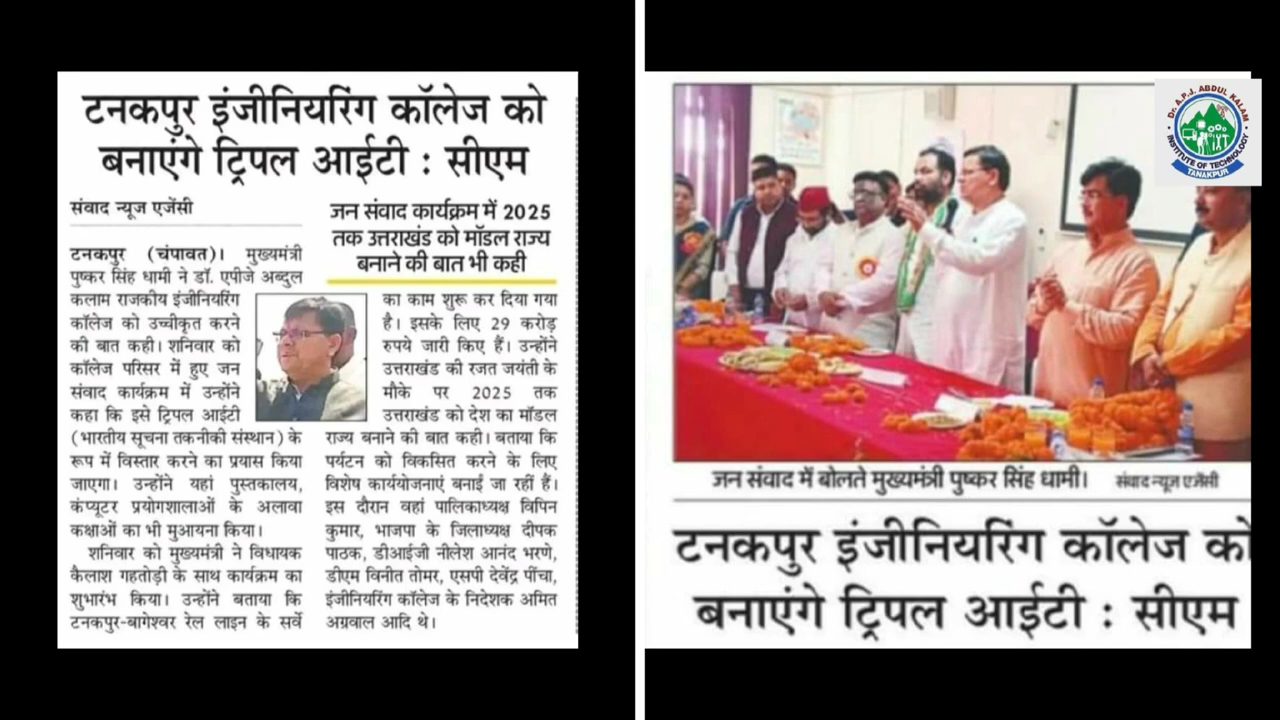 टनकपुर इंजीनियरिंग कॉलेज को
बनाएंगे ट्रिपल आईटी : सीएम
संवाद न्यूज एजेंसी
टनकपुर (चंपावत)। मुख्यमंत्री
पुष्कर सिंह धामी ने डॉ. एपीजे अब्दुल
कलाम राजकीय इंजीनियरिंग
कॉलेज को उच्चीकृत करने
की बात कही। शनिवार को
कॉलेज परिसर में हुए जन
संवाद कार्यक्रम में उन्होंने
कहा कि इसे ट्रिपल आईटी
(भारतीय सूचना तकनीकी संस्थान) के
रूप में विस्तार करने का प्रयास किया
जाएगा। उन्होंने यहां पुस्तकालय,
कंप्यूटर प्रयोगशालाओं के अलावा
कक्षाओं का भी मुआयना किया।
शनिवार को मुख्यमंत्री ने विधायक
कैलाश गहतोड़ी के साथ कार्यक्रम का
शुभारंभ किया। उन्होंने बताया कि
टनकपुर-बागेश्वर रेल लाइन के सर्वे
जन संवाद कार्यक्रम में 2025
तक उत्तराखंड को मॉडल राज्य
बनाने की बात भी कही
का काम शुरू कर दिया गया
है। इसके लिए 29 करोड़
रुपये जारी किए हैं। उन्होंने
उत्तराखंड की रजत जयंती के
मौके पर 2025 तक
उत्तराखंड को देश का मॉडल
राज्य बनाने की बात कही। बताया कि
पर्यटन को विकसित करने के लिए
विशेष कार्ययोजनाएं बनाई जा रहीं हैं।
इस दौरान वहां पालिकाध्यक्ष विपिन
कुमार, भाजपा के जिलाध्यक्ष दीपक
पाठक, डीआईजी नीलेश आनंद भरणे,
डीएम विनीत तोमर, एसपी देवेंद्र पींचा,
इंजीनियरिंग कॉलेज के निदेशक अमित
अग्रवाल आदि थे।
Dr. A.P.J. ABDUL KALAM
INSTITUTE OF TECHNOLOGY
TANAKPUR
जन संवाद में बोलते मुख्यमंत्री पुष्कर सिंह धामी। संवाद न्यूज एजेंसी
टनकपुर इंजीनियरिंग कॉलेज को
बनाएंगे ट्रिपल आईटी : सीएम